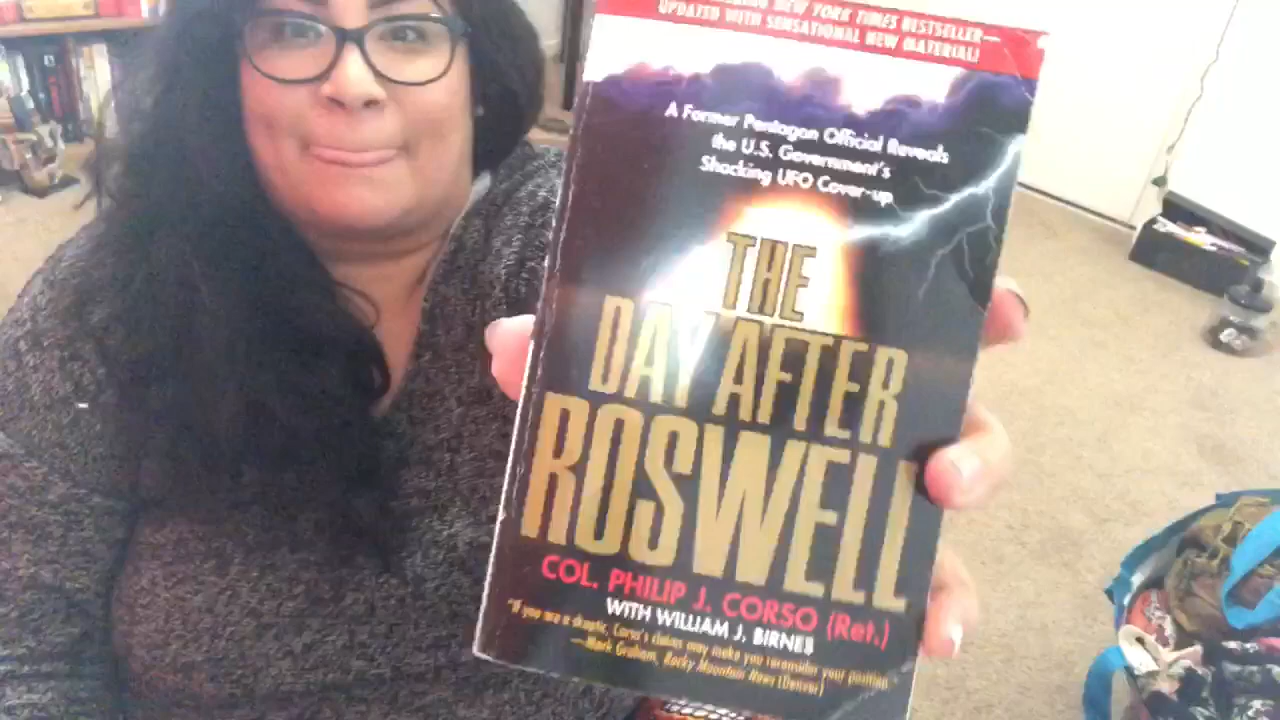 NEW YORK TIMES BESTSELLER—
UPDATED WITH SENSATIONAL NEW MATERIAL!
A Former Pentagon Official Reveals
the U.S. Government's
Shocking UFO Cover-up
THE
DAY AFTER
ROSWELL
COL. PHILIP J. CORSO (Ret.)
WITH WILLIAM J. BIRNES
"If you are a skeptic, Corso's claims may make you reconsider your position."
—Mark Graham, Rocky Mountain News (Denver)